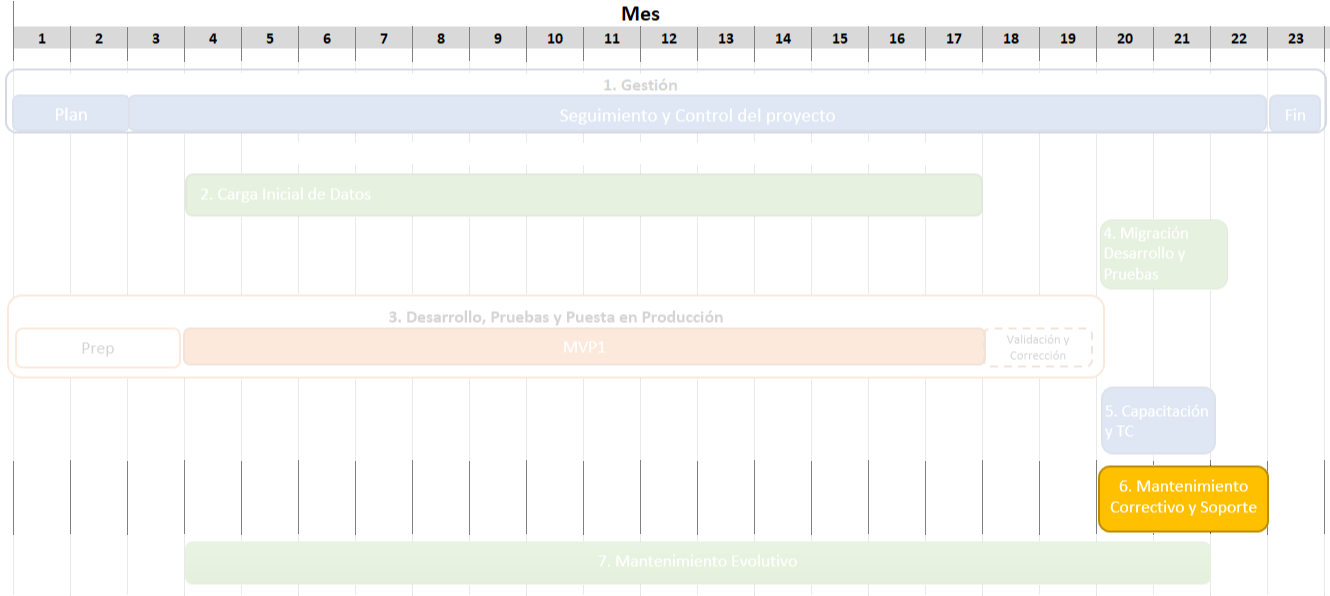 Mes
1 2 3 4 5 6 7 8 9 10 11 12 13 14 15 16 17 18 19 20 21 22 23
1. Gestión
Plan
Seguimiento y Control del proyecto
Fin
2. Carga Inicial de Datos
4. Migración
Desarrollo y
Pruebas
3. Desarrollo, Pruebas y Puesta en Producción
Prep
MVP1
Validación y
Corrección
5. Capacitación
y TC
6. Mantenimiento
Correctivo y Soporte
7. Mantenimiento Evolutivo